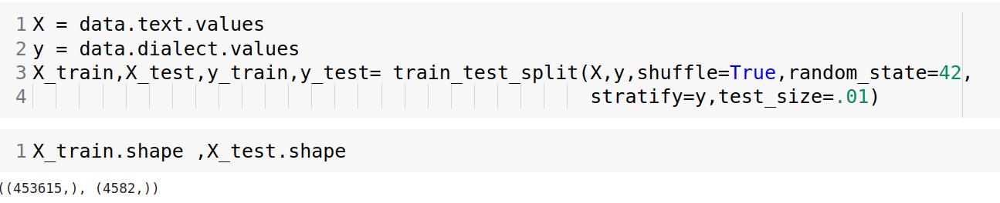 1 X = data.text.values
2 y = data.dialect.values
3 X_train,X_test,y_train,y_test= train_test_split(X,y,shuffle=True,random_state=42,
4 stratify=y,test_size=.01)
1 X_train.shape ,X_test.shape
((453615,), (4582,))